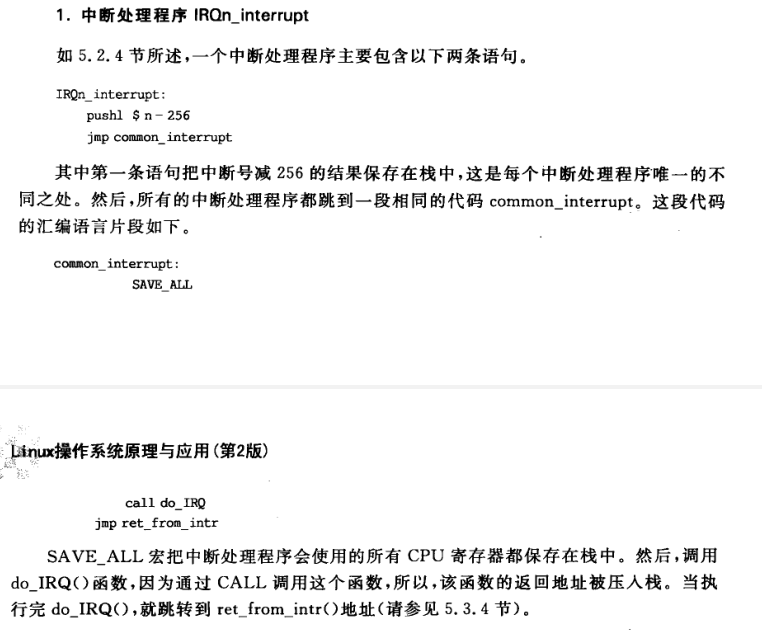 1. 中断处理程序 IRQn_interrupt
如 5.2.4 节所述,一个中断处理程序主要包含以下两条语句。
IRQn_interrupt:
pushl $n-256
jmp common_interrupt
其中第一条语句把中断号减 256 的结果保存在栈中,这是每个中断处理程序唯一的不
同之处。然后,所有的中断处理程序都跳到一段相同的代码 common_interrupt。这段代码
的汇编语言片段如下。
common_interrupt:
SAVE_ALL
Linux操作系统原理与应用(第2版)
call do_IRQ
jmp ret_from_intr
SAVE_ALL 宏把中断处理程序会使用的所有 CPU 寄存器都保存在栈中。然后,调用
do_IRQ()函数,因为通过 CALL 调用这个函数,所以,该函数的返回地址被压入栈。当执
行完 do_IRQ(),就跳转到 ret_from_intr()地址(请参见 5.3.4 节)。